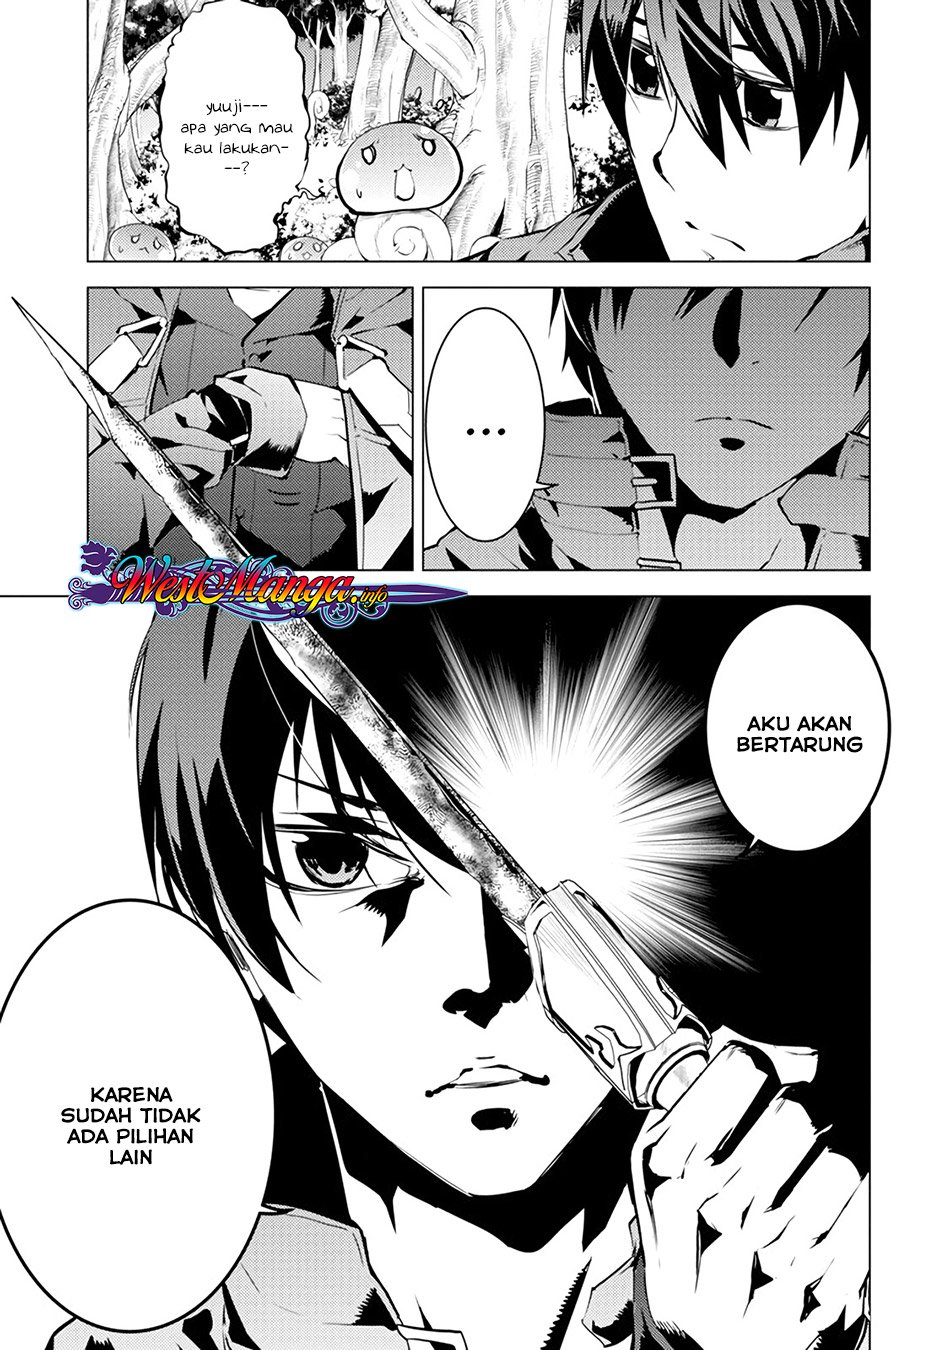 yuuji---
apa yang mau
kau lakukan-
--?
...
WestManga.info
AKU AKAN
BERTARUNG
KARENA
SUDAH TIDAK
ADA PILIHAN
LAIN